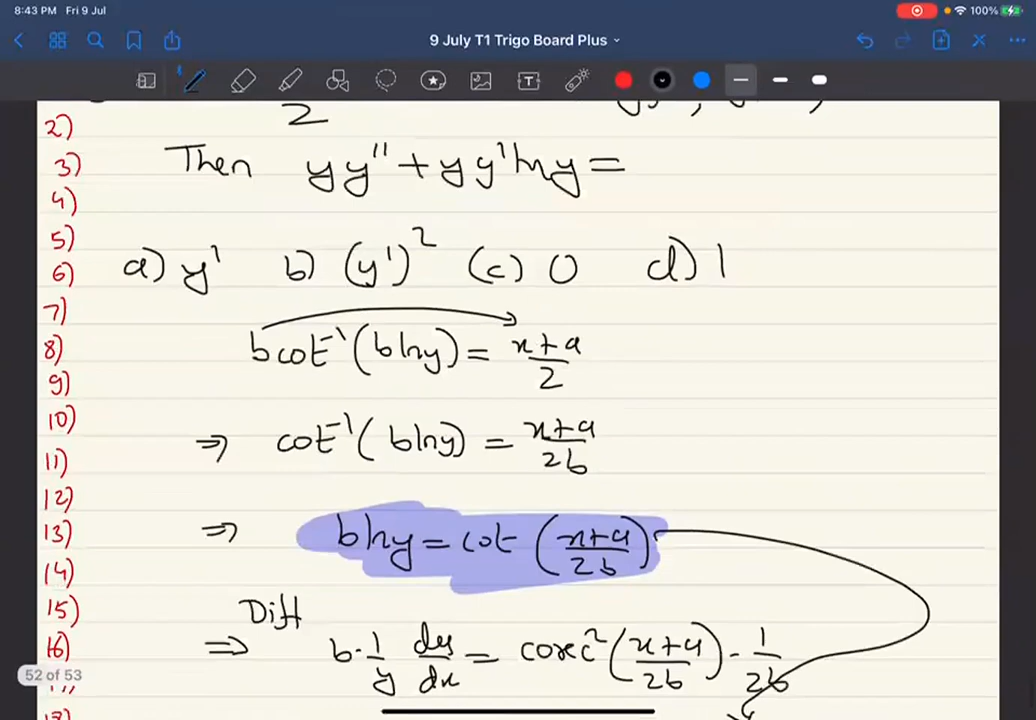 8:43 PM Fri 9 Jul 100%
9 July T1 Trigo Board Plus
2
Then yy" + yy' ln y =
a) y' b) (y')² (c) 0 d) 1
b cot⁻¹(b ln y) = (x+a)/2
⇒ cot⁻¹(b ln y) = (x+a)/2b
⇒ b ln y = cot ((x+a)/2b)
Diff
⇒ b · 1/y dy/dx = cosec² ((x+a)/2b) - 1/2b
52 of 53
2)
3)
4)
5)
6)
7)
8)
9)
10)
11)
12)
13)
14)
15)
16)